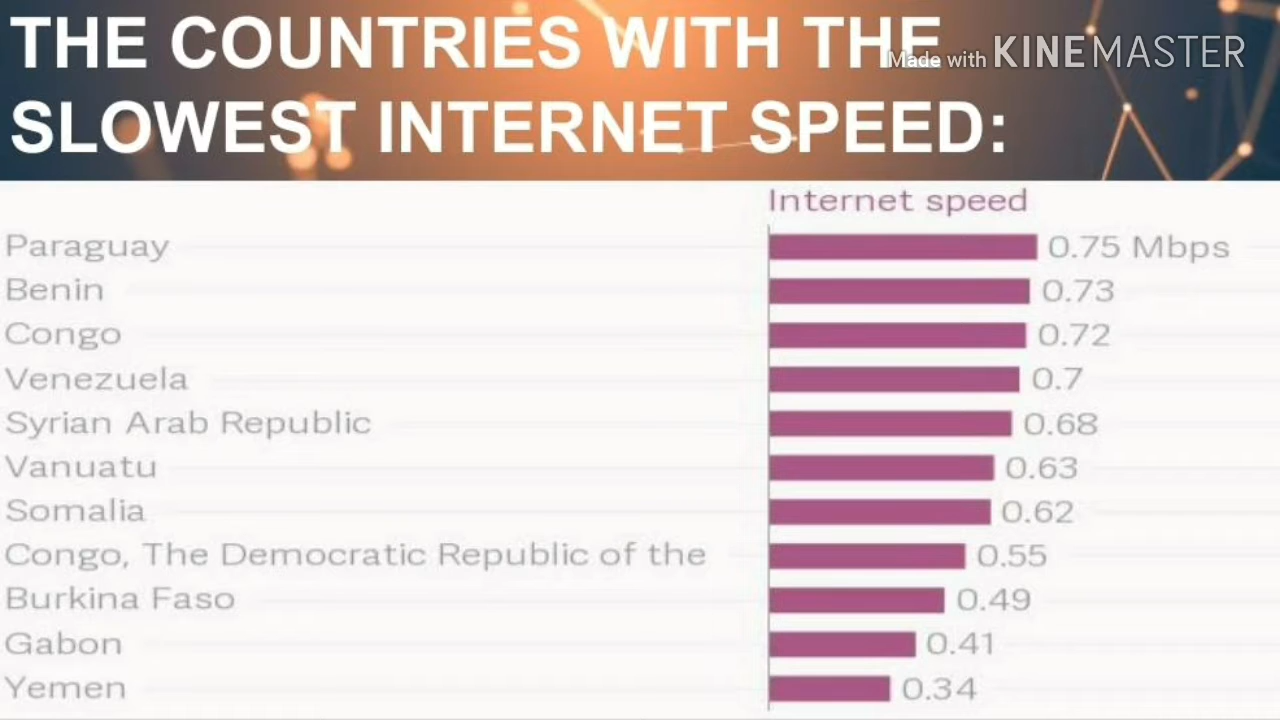 THE COUNTRIES WITH THE
Made with KINEMASTER
SLOWEST INTERNET SPEED:
Internet speed
Paraguay 0.75 Mbps
Benin 0.73
Congo 0.72
Venezuela 0.7
Syrian Arab Republic 0.68
Vanuatu 0.63
Somalia 0.62
Congo, The Democratic Republic of the 0.55
Burkina Faso 0.49
Gabon 0.41
Yemen 0.34